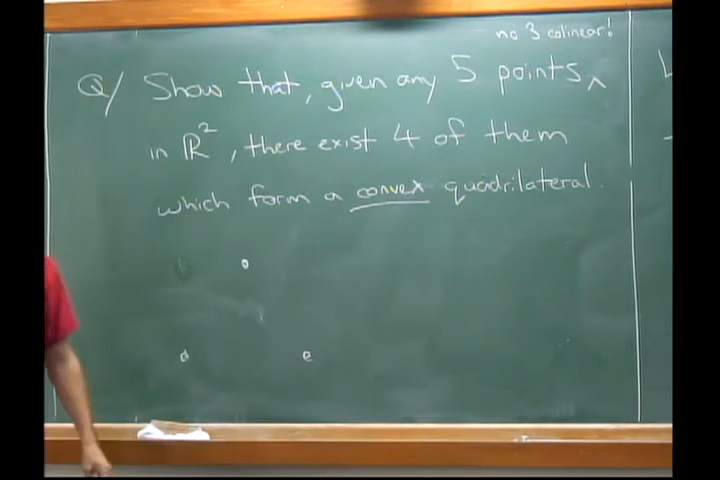 no 3 colinear!
Q/ Show that, given any 5 points ^
in ℝ², there exist 4 of them
which form a convex quadrilateral.